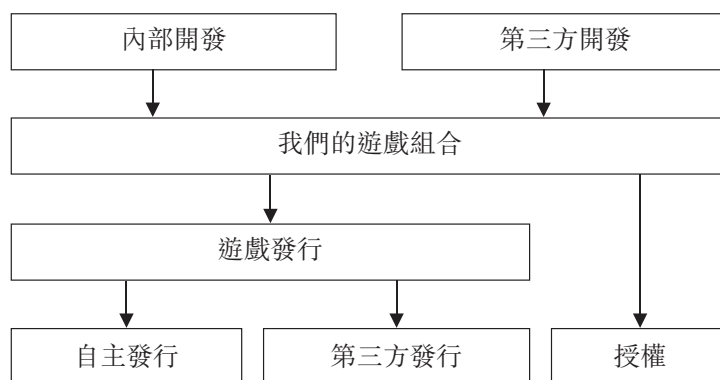 內部開發
第三方開發
我們的遊戲組合
遊戲發行
自主發行
第三方發行
授權